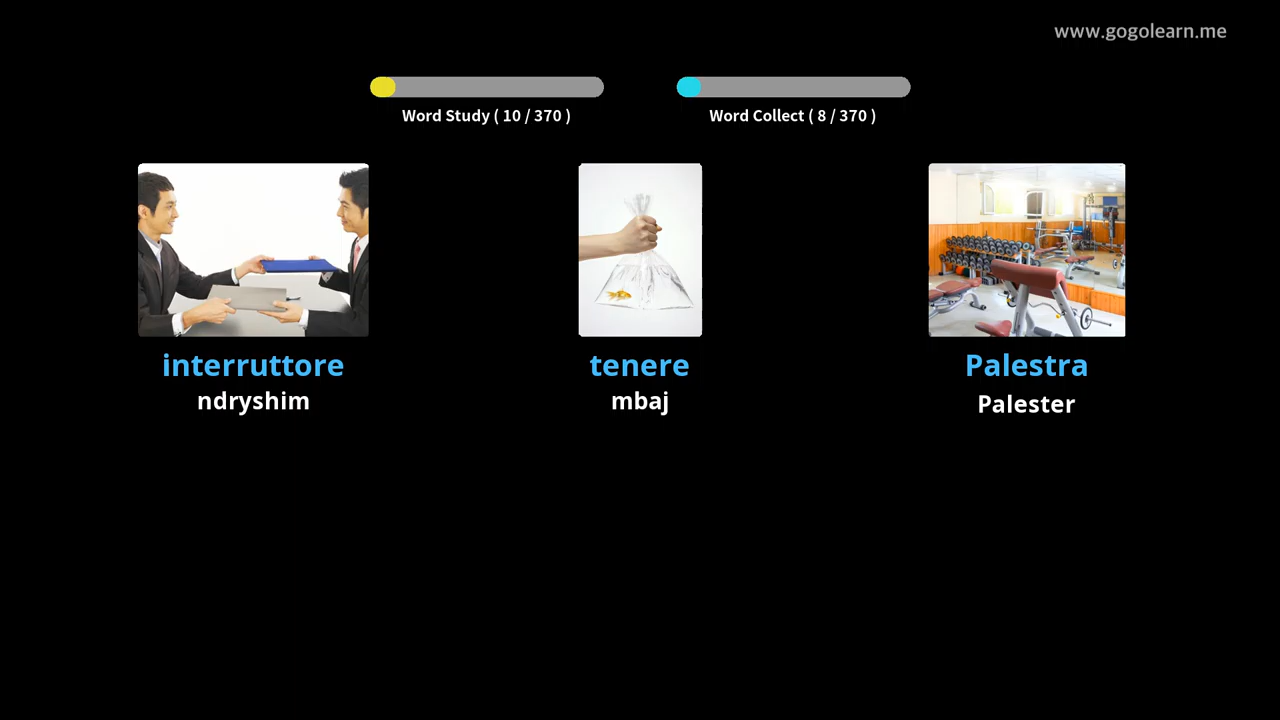 www.gogolearn.me
Word Study ( 10 / 370 )
Word Collect ( 8 / 370 )
interruttore
ndryshim
tenere
mbaj
Palestra
Palester